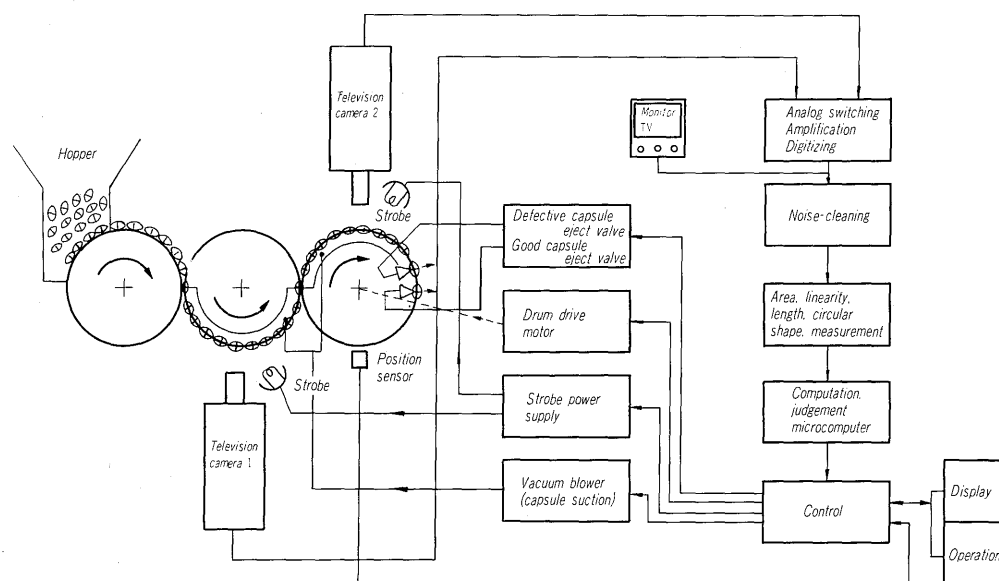 Hopper
Television
camera 2
Strobe
Monitor
TV
Analog switching
Amplification
Digitizing
Noise-cleaning
Defective capsule
eject valve
Good capsule
eject valve
Area, linearity,
length, circular
shape, measurement
Drum drive
motor
Position
sensor
Strobe
Strobe power
supply
Computation,
judgement
microcomputer
Television
camera 1
Vacuum blower
(capsule suction)
Control
Display
Operation